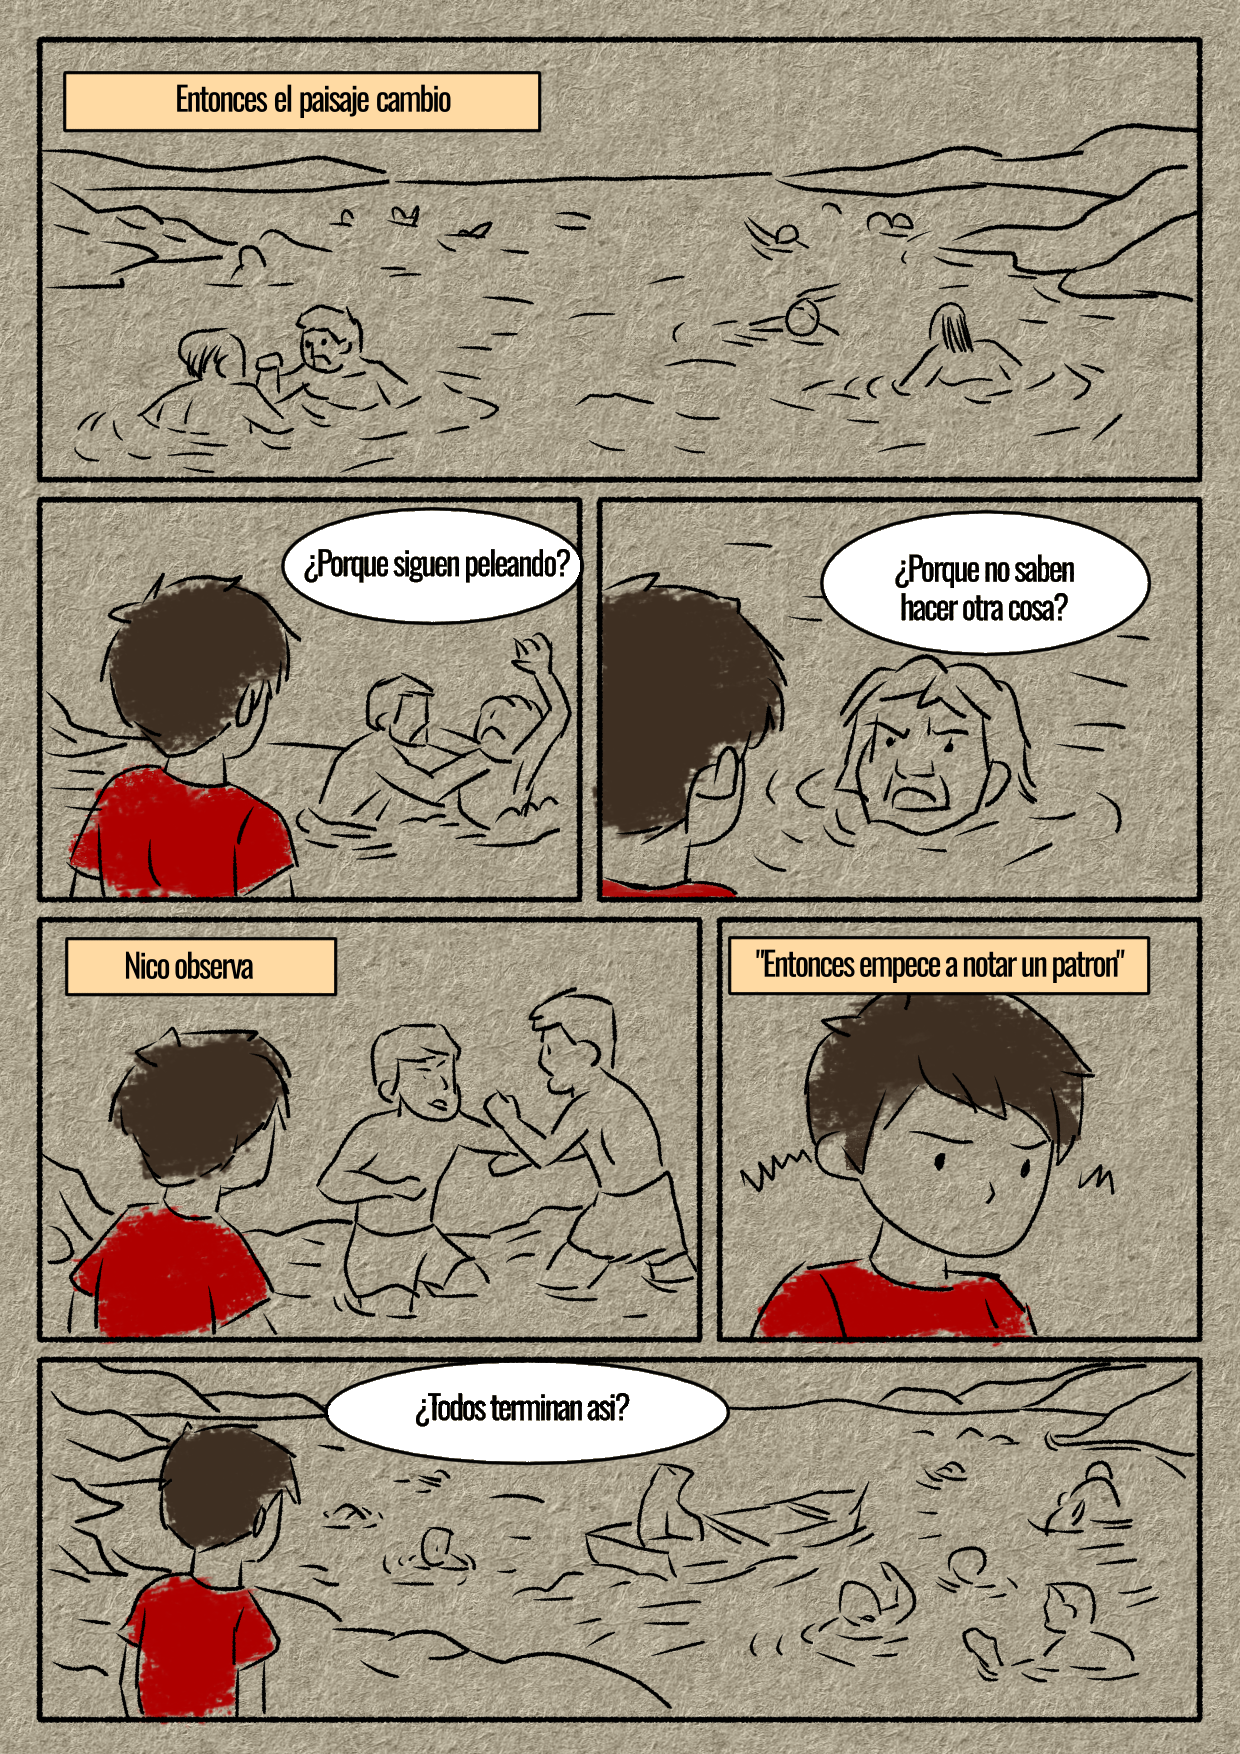 Entonces el paisaje cambio
¿Porque siguen peleando?
¿Porque no saben
hacer otra cosa?
Nico observa
"Entonces empece a notar un patron"
¿Todos terminan asi?